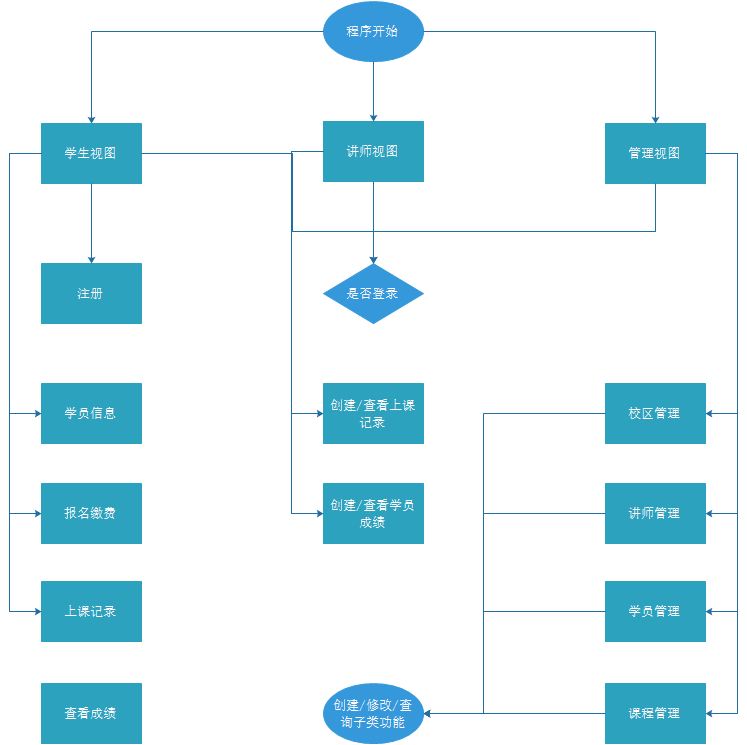 程序开始
学生视图
讲师视图
管理视图
注册
是否登录
学员信息
创建/查看上课
记录
校区管理
报名缴费
创建/查看学员
成绩
讲师管理
上课记录
学员管理
查看成绩
创建/修改/查
询子类功能
课程管理